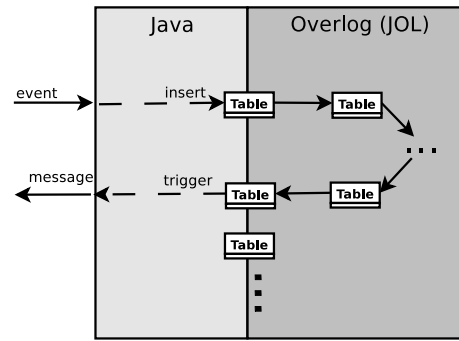 Java
Overlog (JOL)
event
insert
Table
Table
...
message
trigger
Table
Table
Table